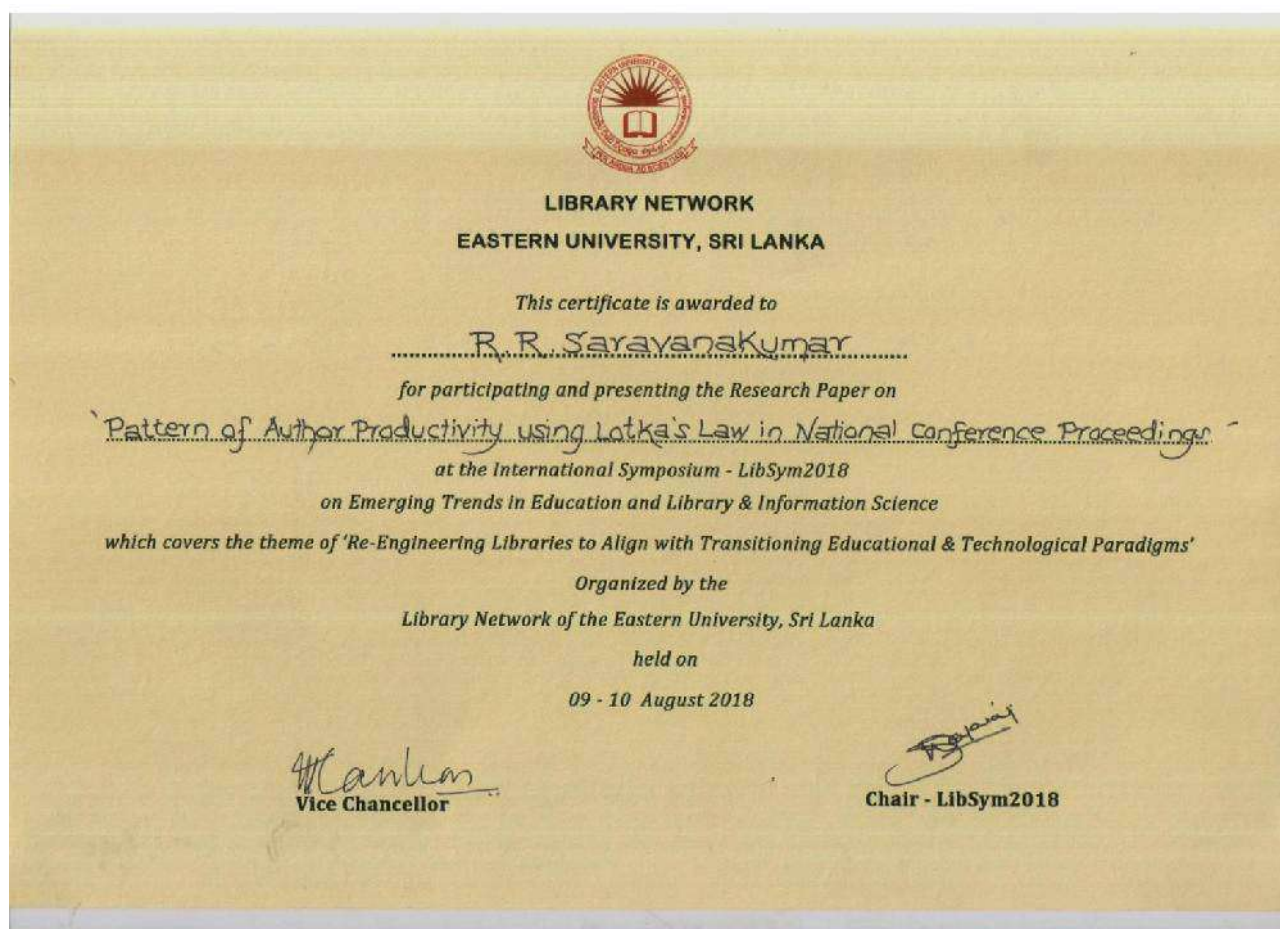 EASTERN UNIVERSITY SRI LANKA
LIBRARY NETWORK
EASTERN UNIVERSITY, SRI LANKA
This certificate is awarded to
R. R. SaravanaKumar
for participating and presenting the Research Paper on
'Pattern of Author Productivity using Lotka's Law in National Conference Proceedings'
at the International Symposium - LibSym2018
on Emerging Trends in Education and Library & Information Science
which covers the theme of 'Re-Engineering Libraries to Align with Transitioning Educational & Technological Paradigms'
Organized by the
Library Network of the Eastern University, Sri Lanka
held on
09 - 10 August 2018
Vice Chancellor
Chair - LibSym2018